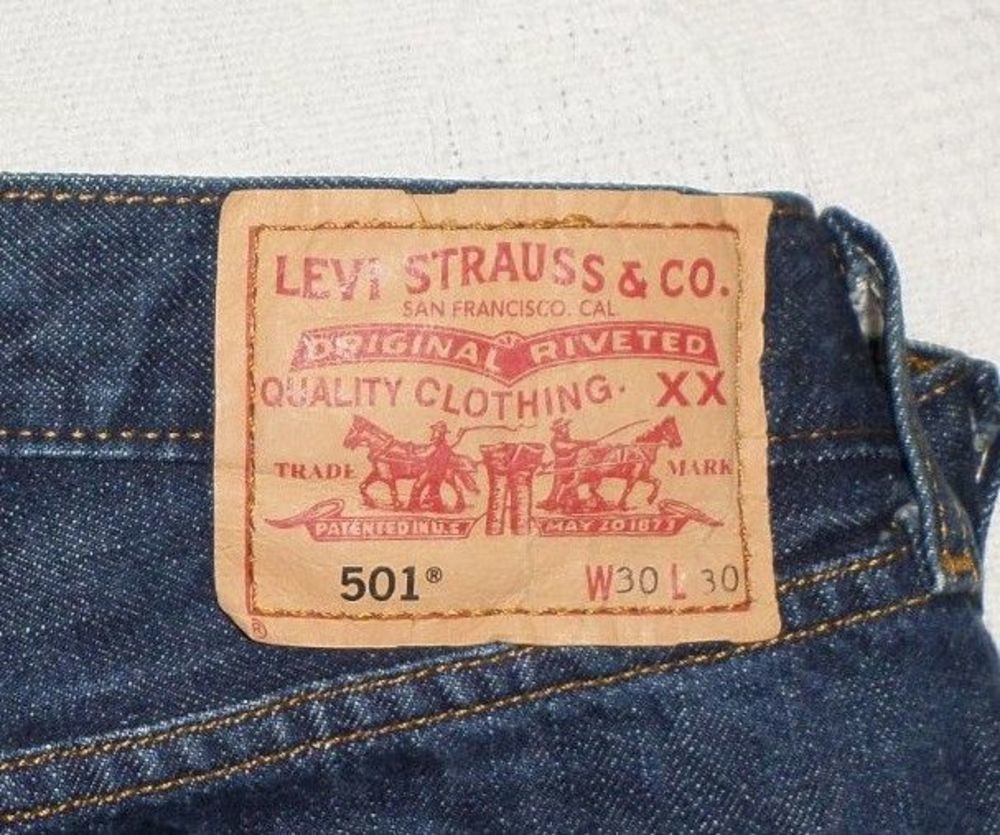 LEVI STRAUSS & CO.
SAN FRANCISCO. CAL.
ORIGINAL RIVETED
QUALITY CLOTHING. XX
TRADE MARK
PATENTED IN U.S. MAY 20 1873
501® W30 L 30
®